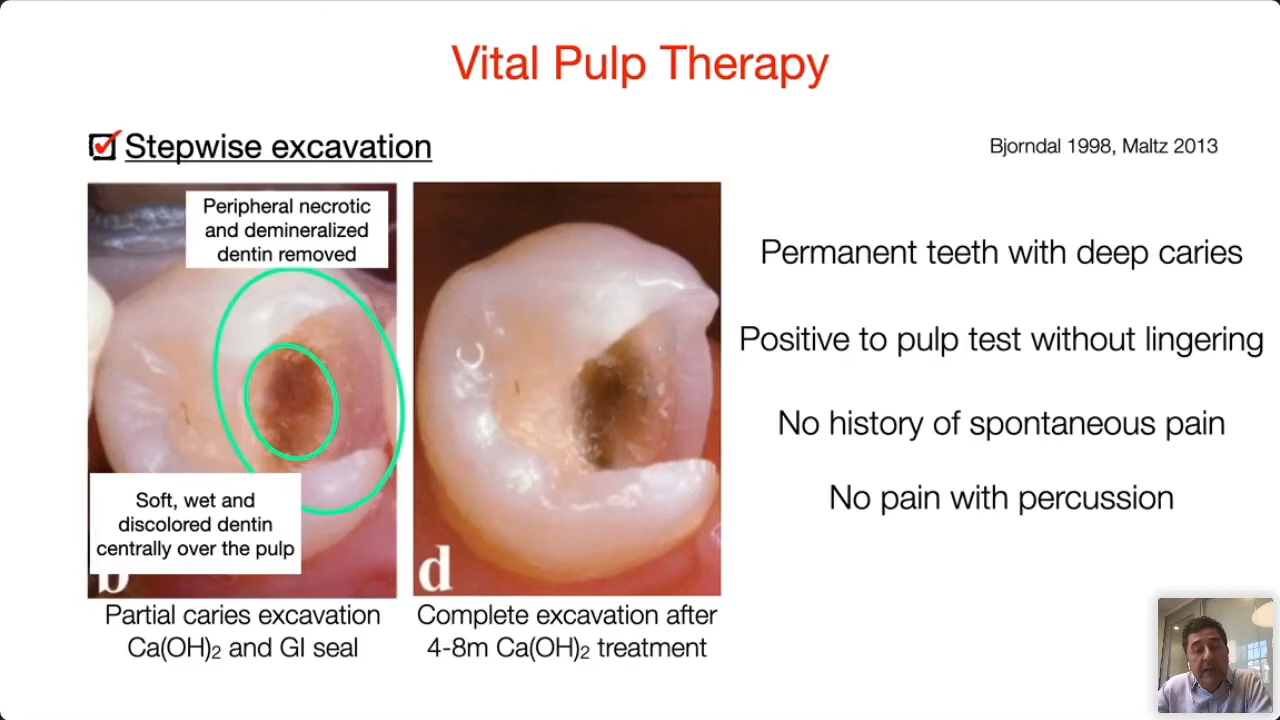 Vital Pulp Therapy
Stepwise excavation
Bjorndal 1998, Maltz 2013
Peripheral necrotic
and demineralized
dentin removed
Soft, wet and
discolored dentin
centrally over the pulp
b
d
Partial caries excavation
Ca(OH)₂ and GI seal
Complete excavation after
4-8m Ca(OH)₂ treatment
Permanent teeth with deep caries
Positive to pulp test without lingering
No history of spontaneous pain
No pain with percussion